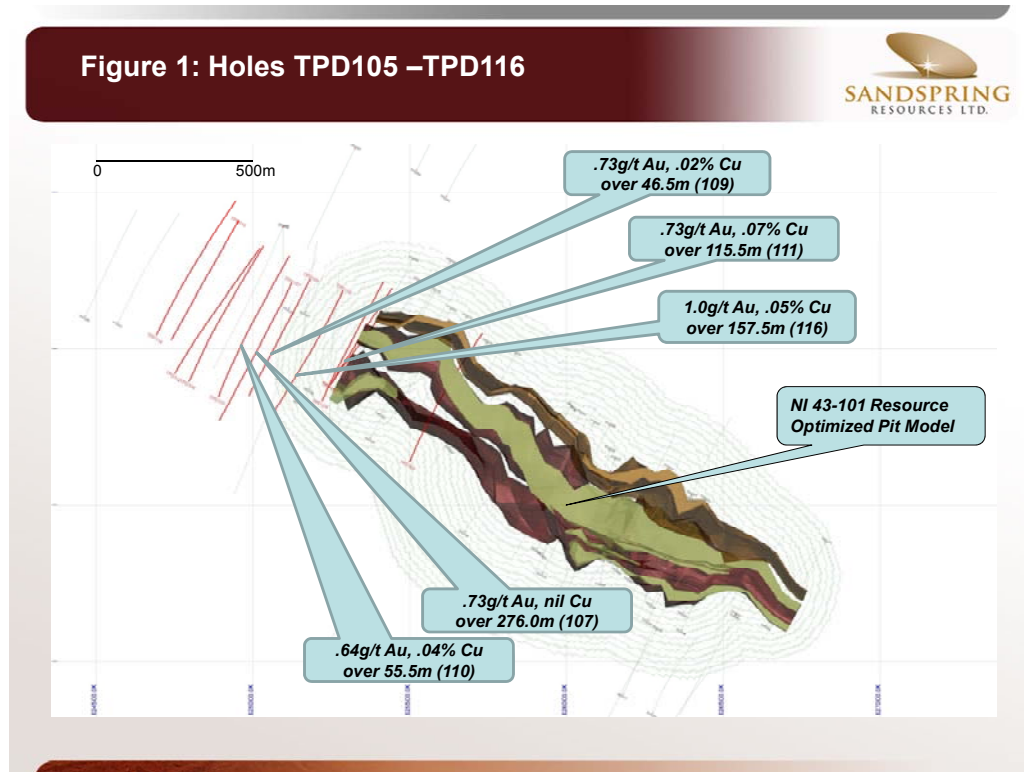 Figure 1: Holes TPD105 –TPD116
SANDSPRING
RESOURCES LTD.
0
500m
.73g/t Au, .02% Cu
over 46.5m (109)
.73g/t Au, .07% Cu
over 115.5m (111)
1.0g/t Au, .05% Cu
over 157.5m (116)
NI 43-101 Resource
Optimized Pit Model
.73g/t Au, nil Cu
over 276.0m (107)
.64g/t Au, .04% Cu
over 55.5m (110)